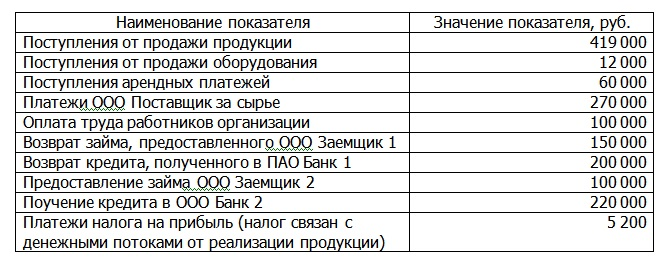 Наименование показателя Значение показателя, руб.
Поступления от продажи продукции 419 000
Поступления от продажи оборудования 12 000
Поступления арендных платежей 60 000
Платежи ООО Поставщик за сырье 270 000
Оплата труда работников организации 100 000
Возврат займа, предоставленного ООО Заемщик 1 150 000
Возврат кредита, полученного в ПАО Банк 1 200 000
Предоставление займа ООО Заемщик 2 100 000
Поучение кредита в ООО Банк 2 220 000
Платежи налога на прибыль (налог связан с 5 200
денежными потоками от реализации продукции)